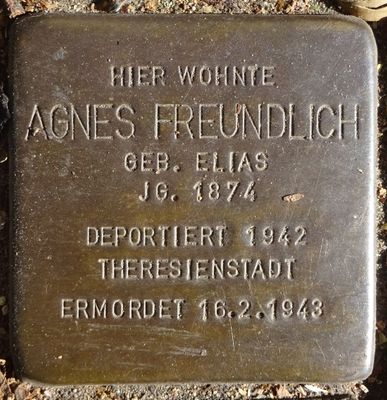 HIER WOHNTE
AGNES FREUNDLICH
GEB. ELIAS
JG. 1874
DEPORTIERT 1942
THERESIENSTADT
ERMORDET 16.2.1943